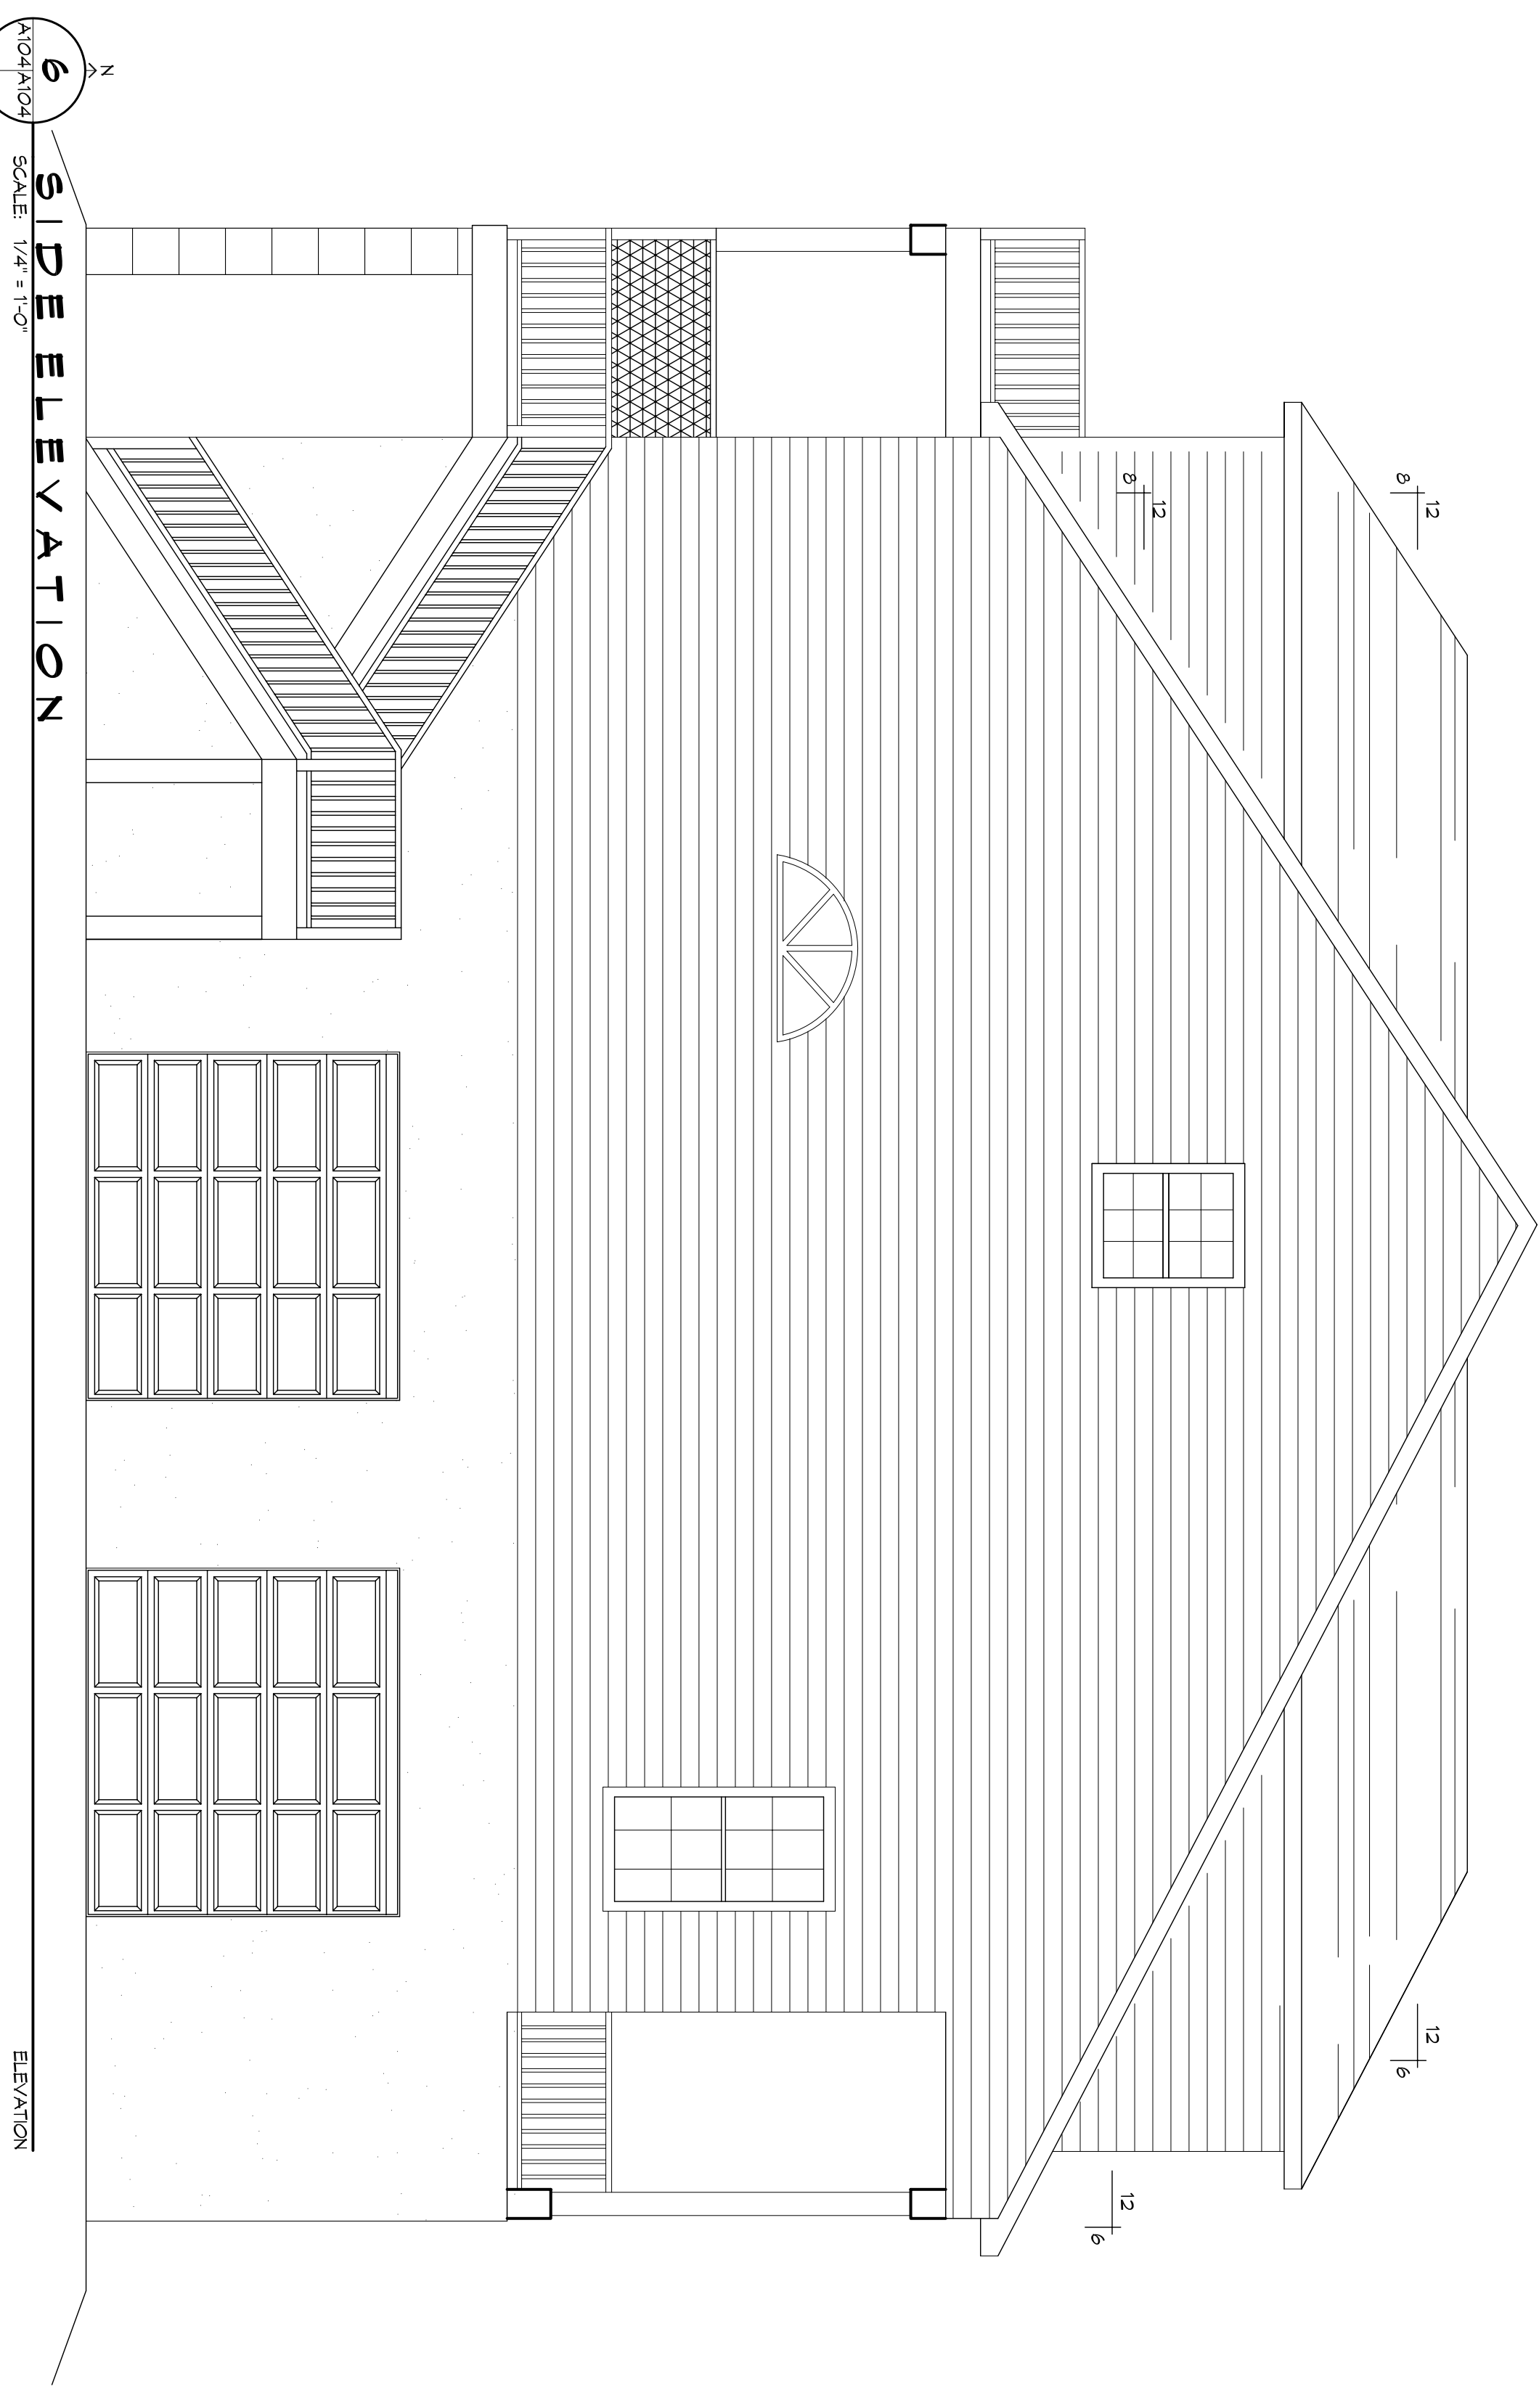 12
8
12
6
12
8
12
6
N
6
A104 A104
SIDE ELEVATION
SCALE: 1/4" = 1'-0"
ELEVATION